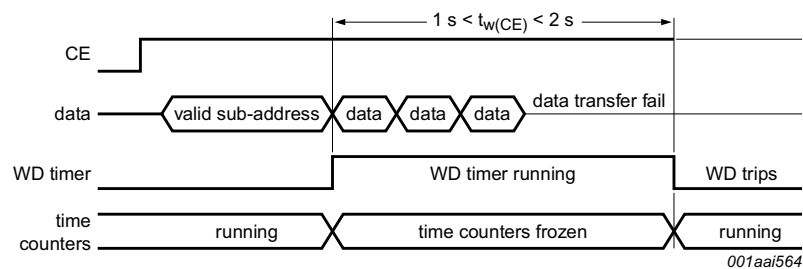 1 s < tw(CE) < 2 s
CE
data
valid sub-address
data
data
data
data transfer fail
WD timer
WD timer running
WD trips
time
counters
running
time counters frozen
running
001aai564